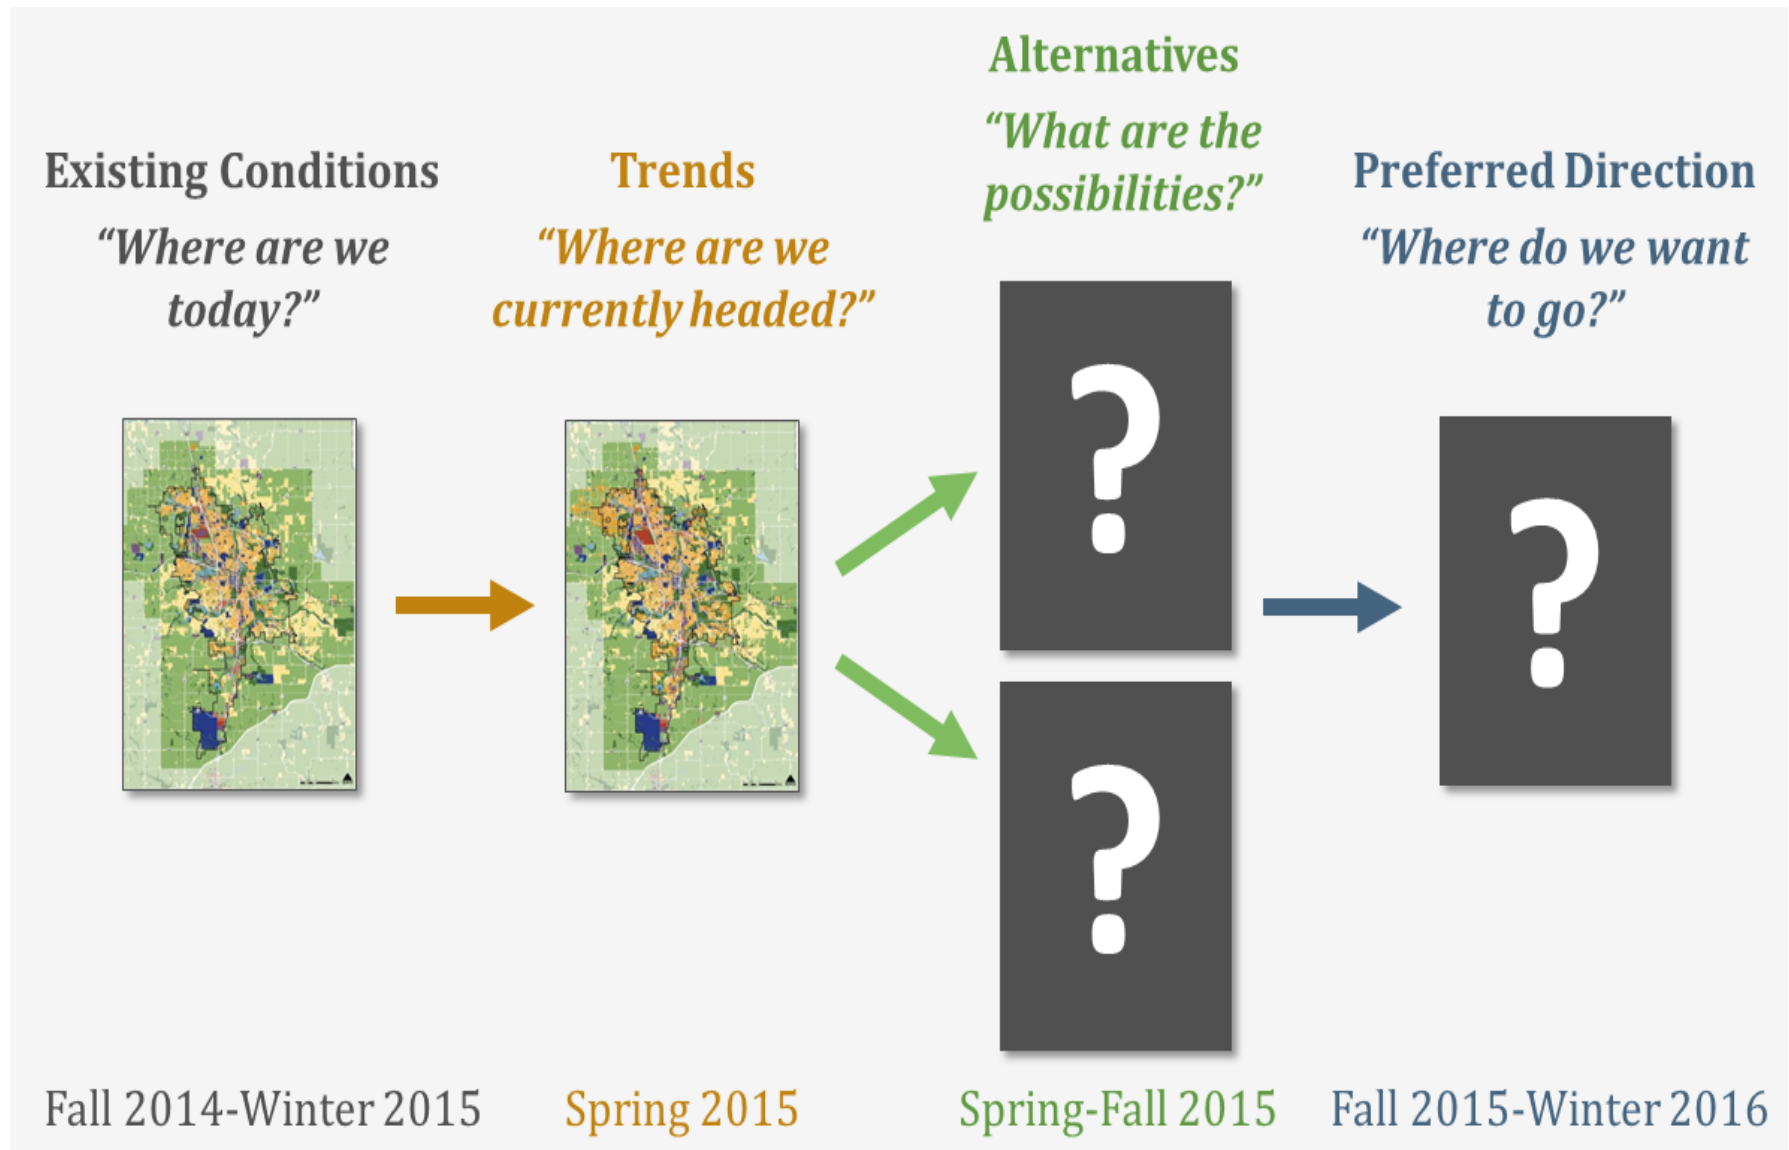 Existing Conditions
“Where are we
today?”
Trends
“Where are we
currently headed?”
Alternatives
“What are the
possibilities?”
Preferred Direction
“Where do we want
to go?”
?
?
?
Fall 2014-Winter 2015
Spring 2015
Spring-Fall 2015
Fall 2015-Winter 2016